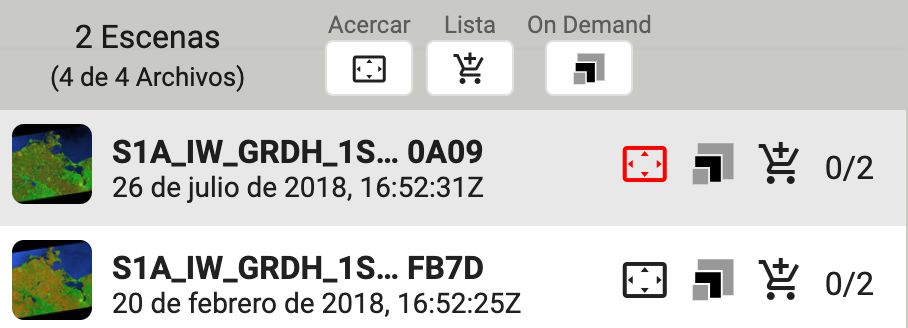 2 Escenas
(4 de 4 Archivos)
Acercar
Lista
On Demand
S1A_IW_GRDH_1S... 0A09
26 de julio de 2018, 16:52:31Z
0/2
S1A_IW_GRDH_1S... FB7D
20 de febrero de 2018, 16:52:25Z
0/2